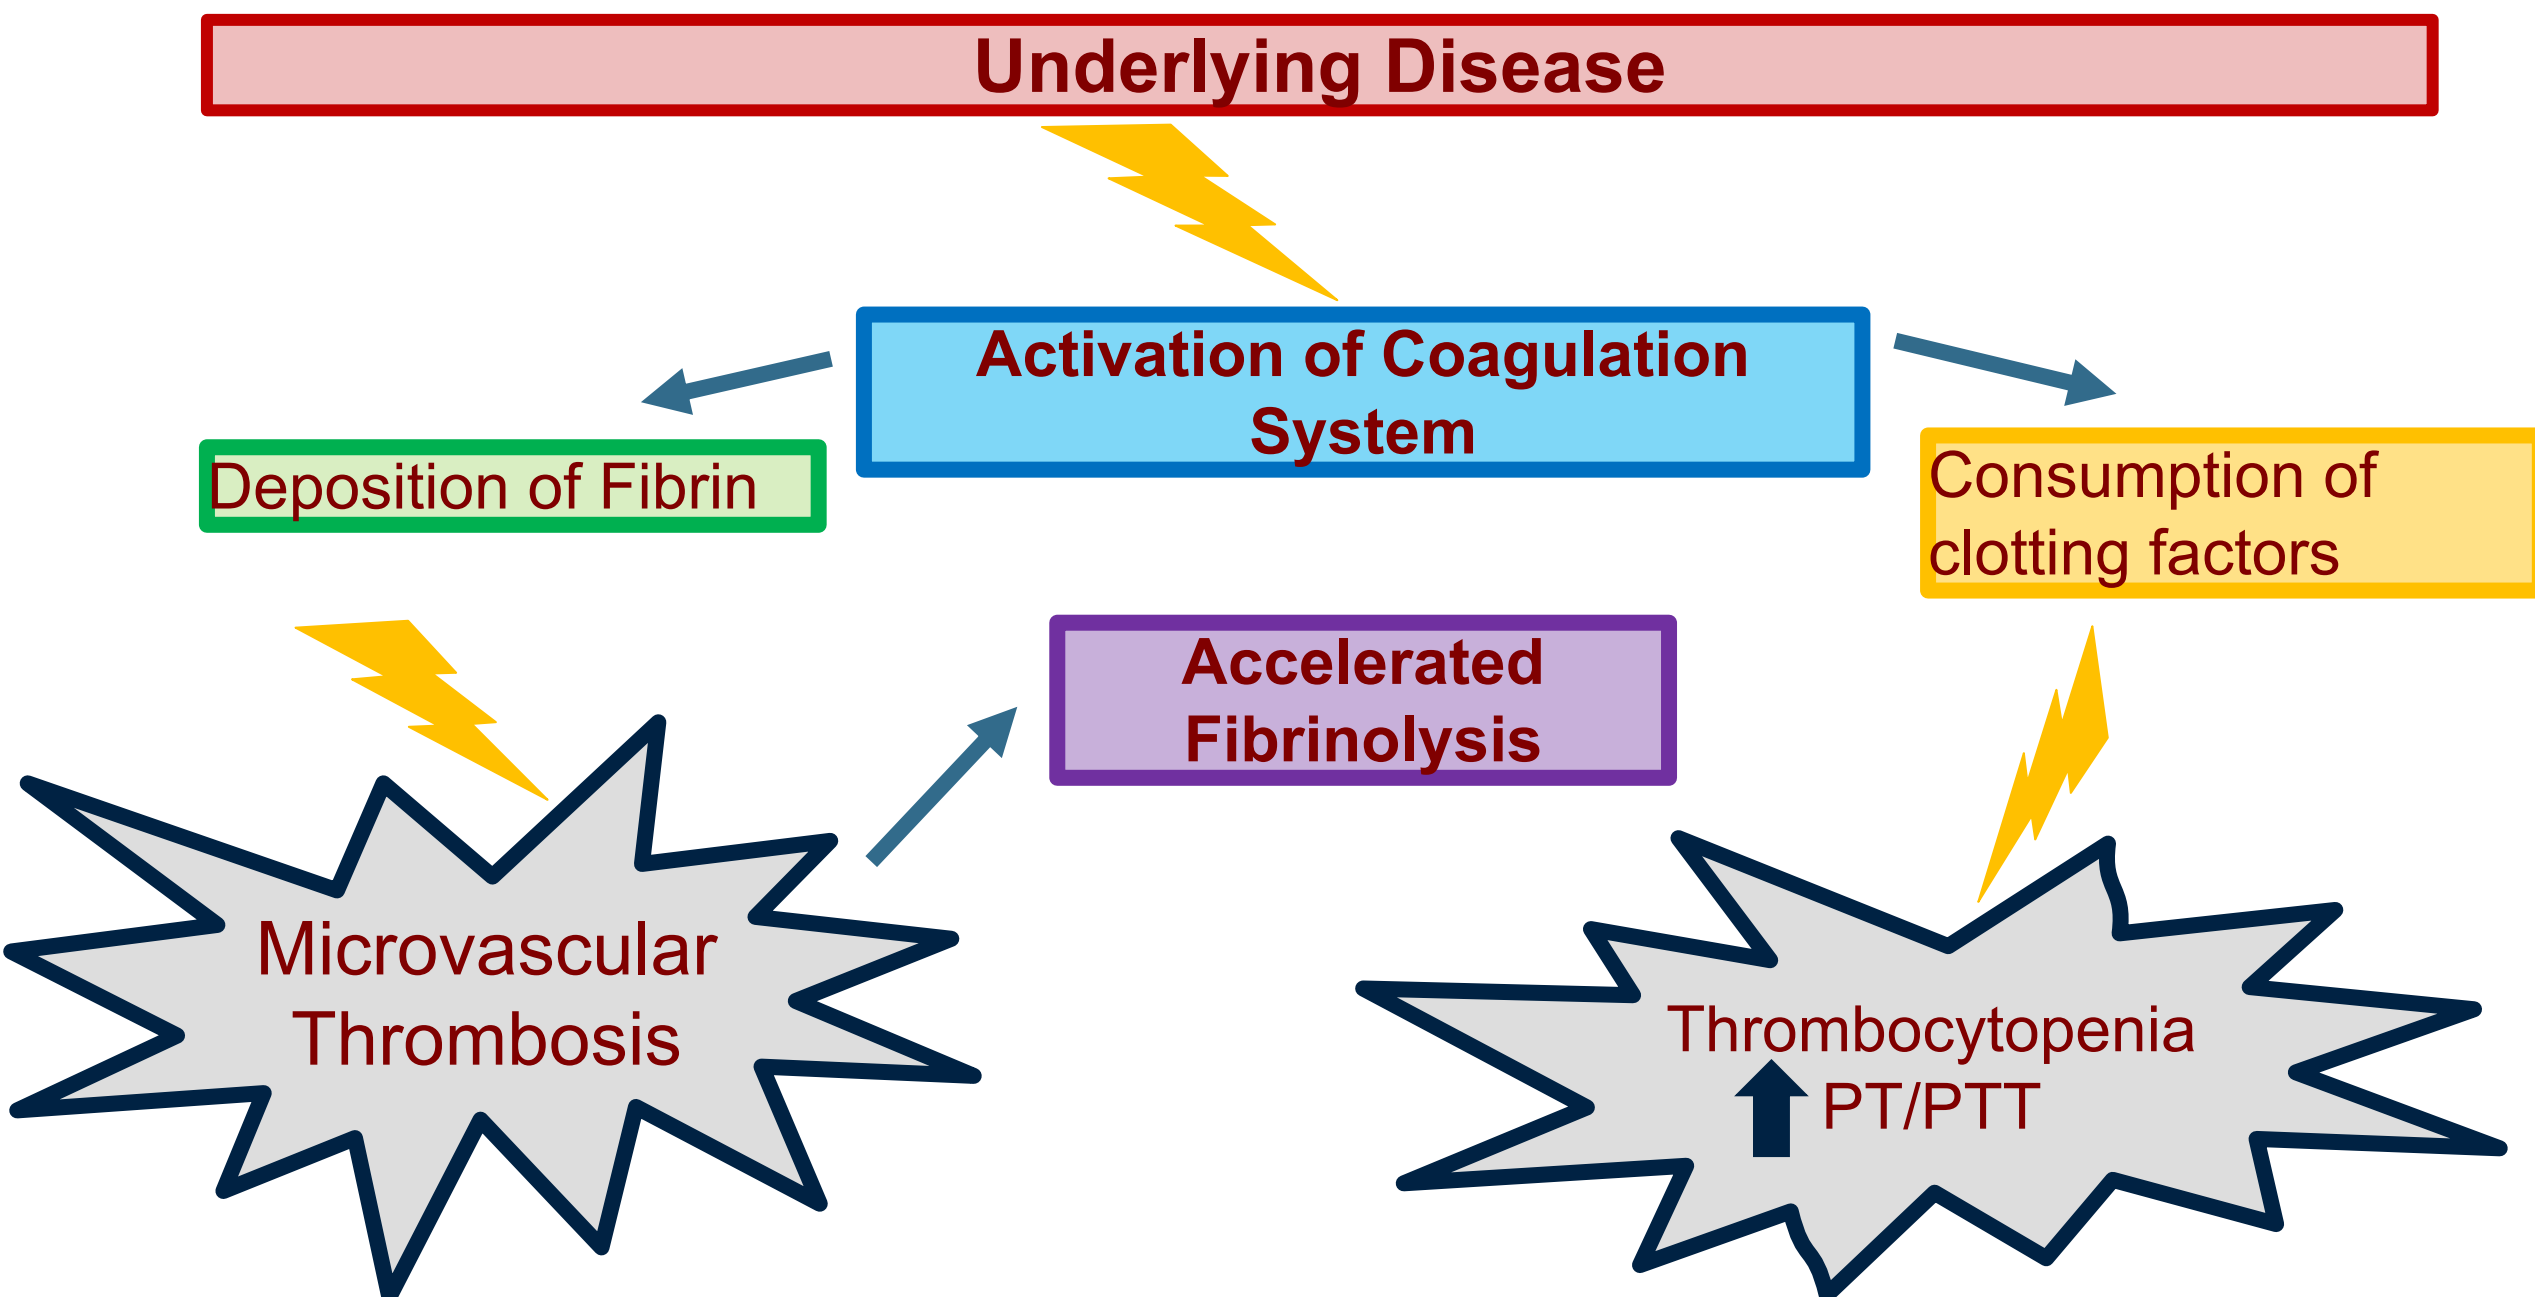 Underlying Disease
Activation of Coagulation
System
Deposition of Fibrin
Consumption of
clotting factors
Accelerated
Fibrinolysis
Microvascular
Thrombosis
Thrombocytopenia
PT/PTT